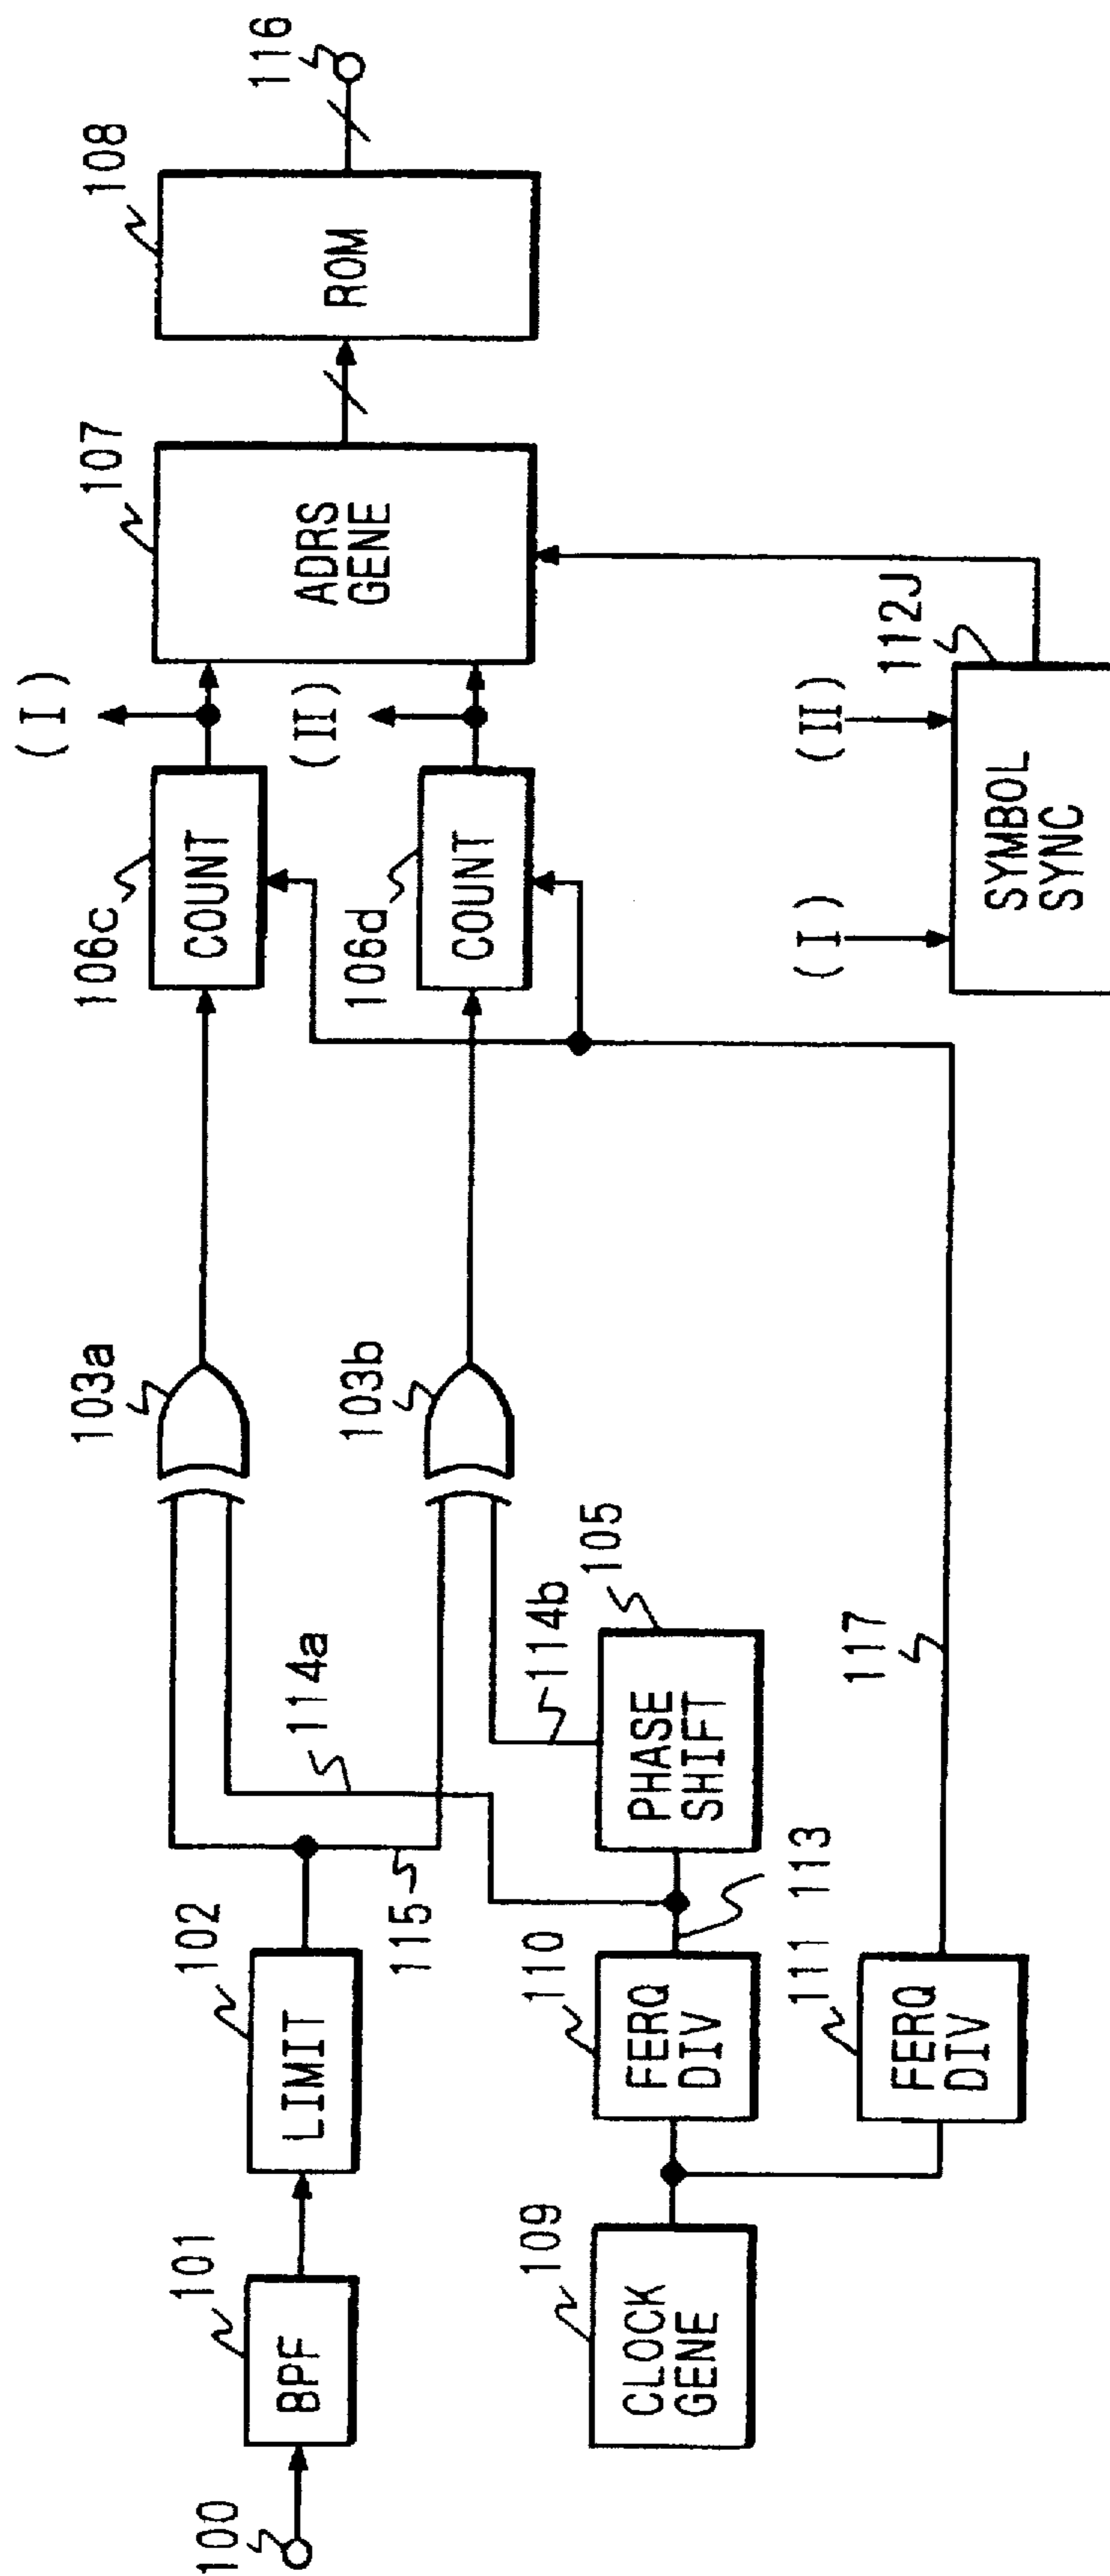 100
101
BPF
102
LIMIT
115
114a
103a
103b
106c
COUNT
(I)
106d
COUNT
(II)
107
ADRS
GENE
108
ROM
116
109
CLOCK
GENE
110
FERQ
DIV
113
105
PHASE
SHIFT
114b
111
FERQ
DIV
117
(I)
(II)
112J
SYMBOL
SYNC